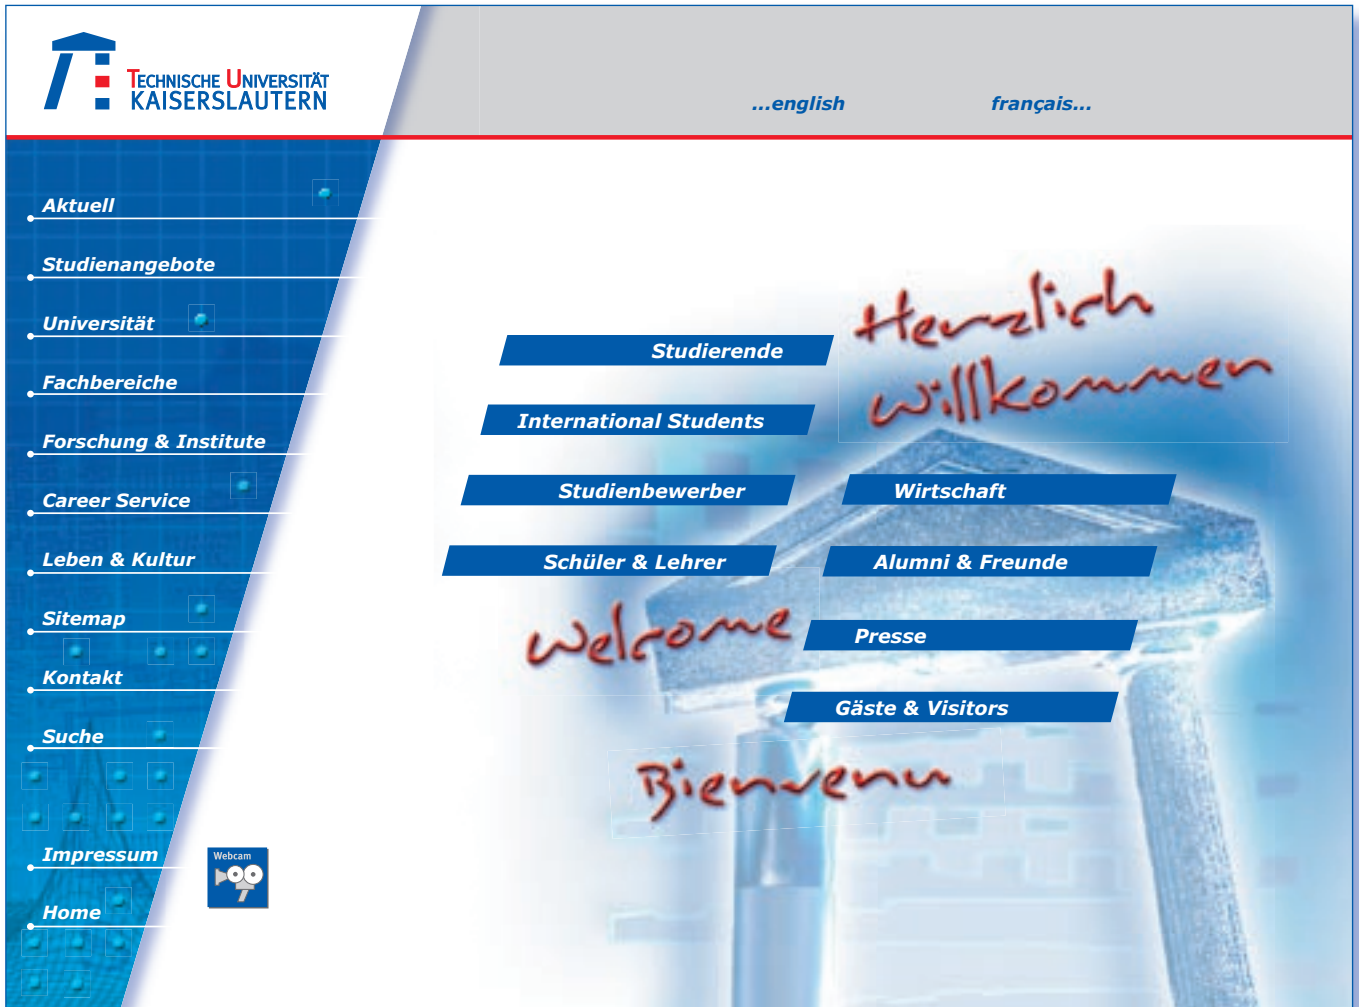 TECHNISCHE UNIVERSITÄT
KAISERSLAUTERN
...english
français...
Aktuell
Studienangebote
Universität
Fachbereiche
Forschung & Institute
Career Service
Leben & Kultur
Sitemap
Kontakt
Suche
Impressum
Home
Webcam
Herzlich
willkommen
Studierende
International Students
Studienbewerber
Wirtschaft
Schüler & Lehrer
Alumni & Freunde
Welcome
Presse
Gäste & Visitors
Bienvenu